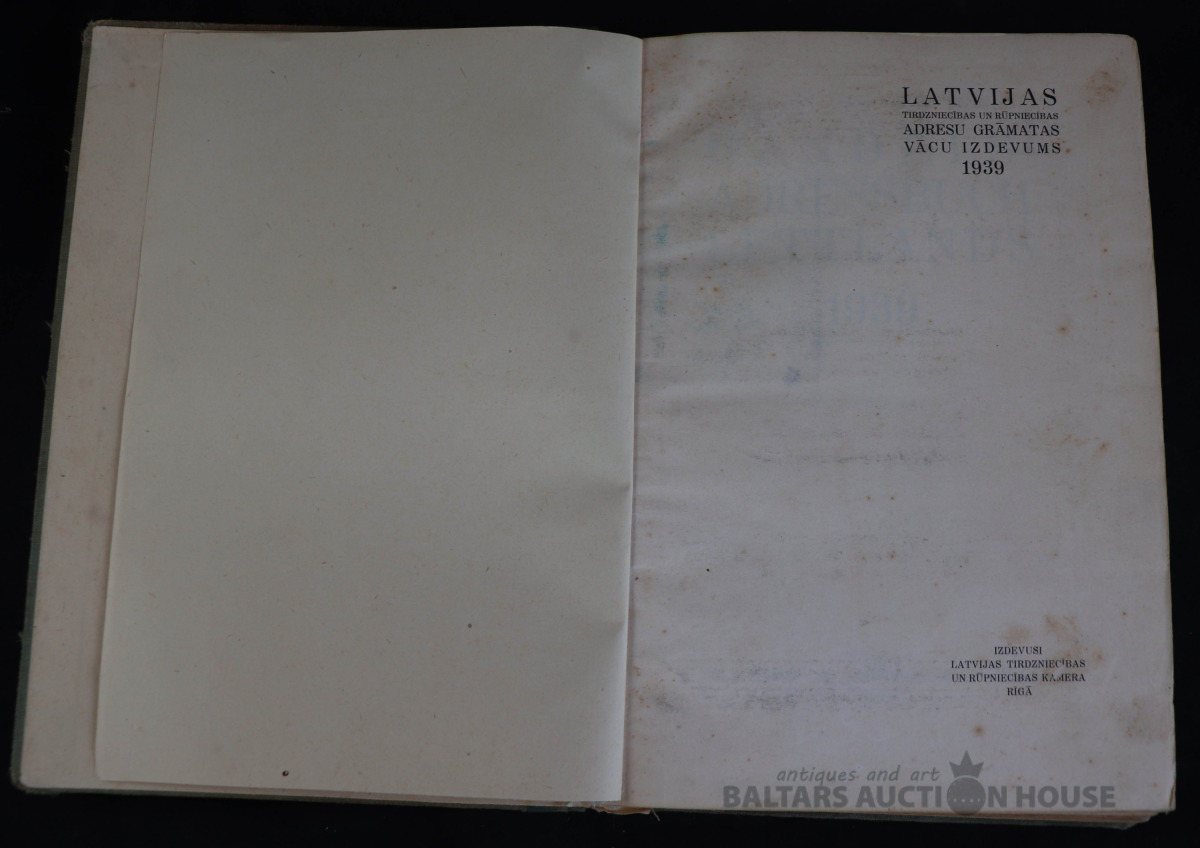 LATVIJAS
TIRDZNIECĪBAS UN RŪPNIECĪBAS
ADRESU GRĀMATAS
VĀCU IZDEVUMS
1939
IZDEVUSI
LATVIJAS TIRDZNIECĪBAS
UN RŪPNIECĪBAS KAMERA
RĪGĀ
antiques and art
BALTARS AUCTION HOUSE